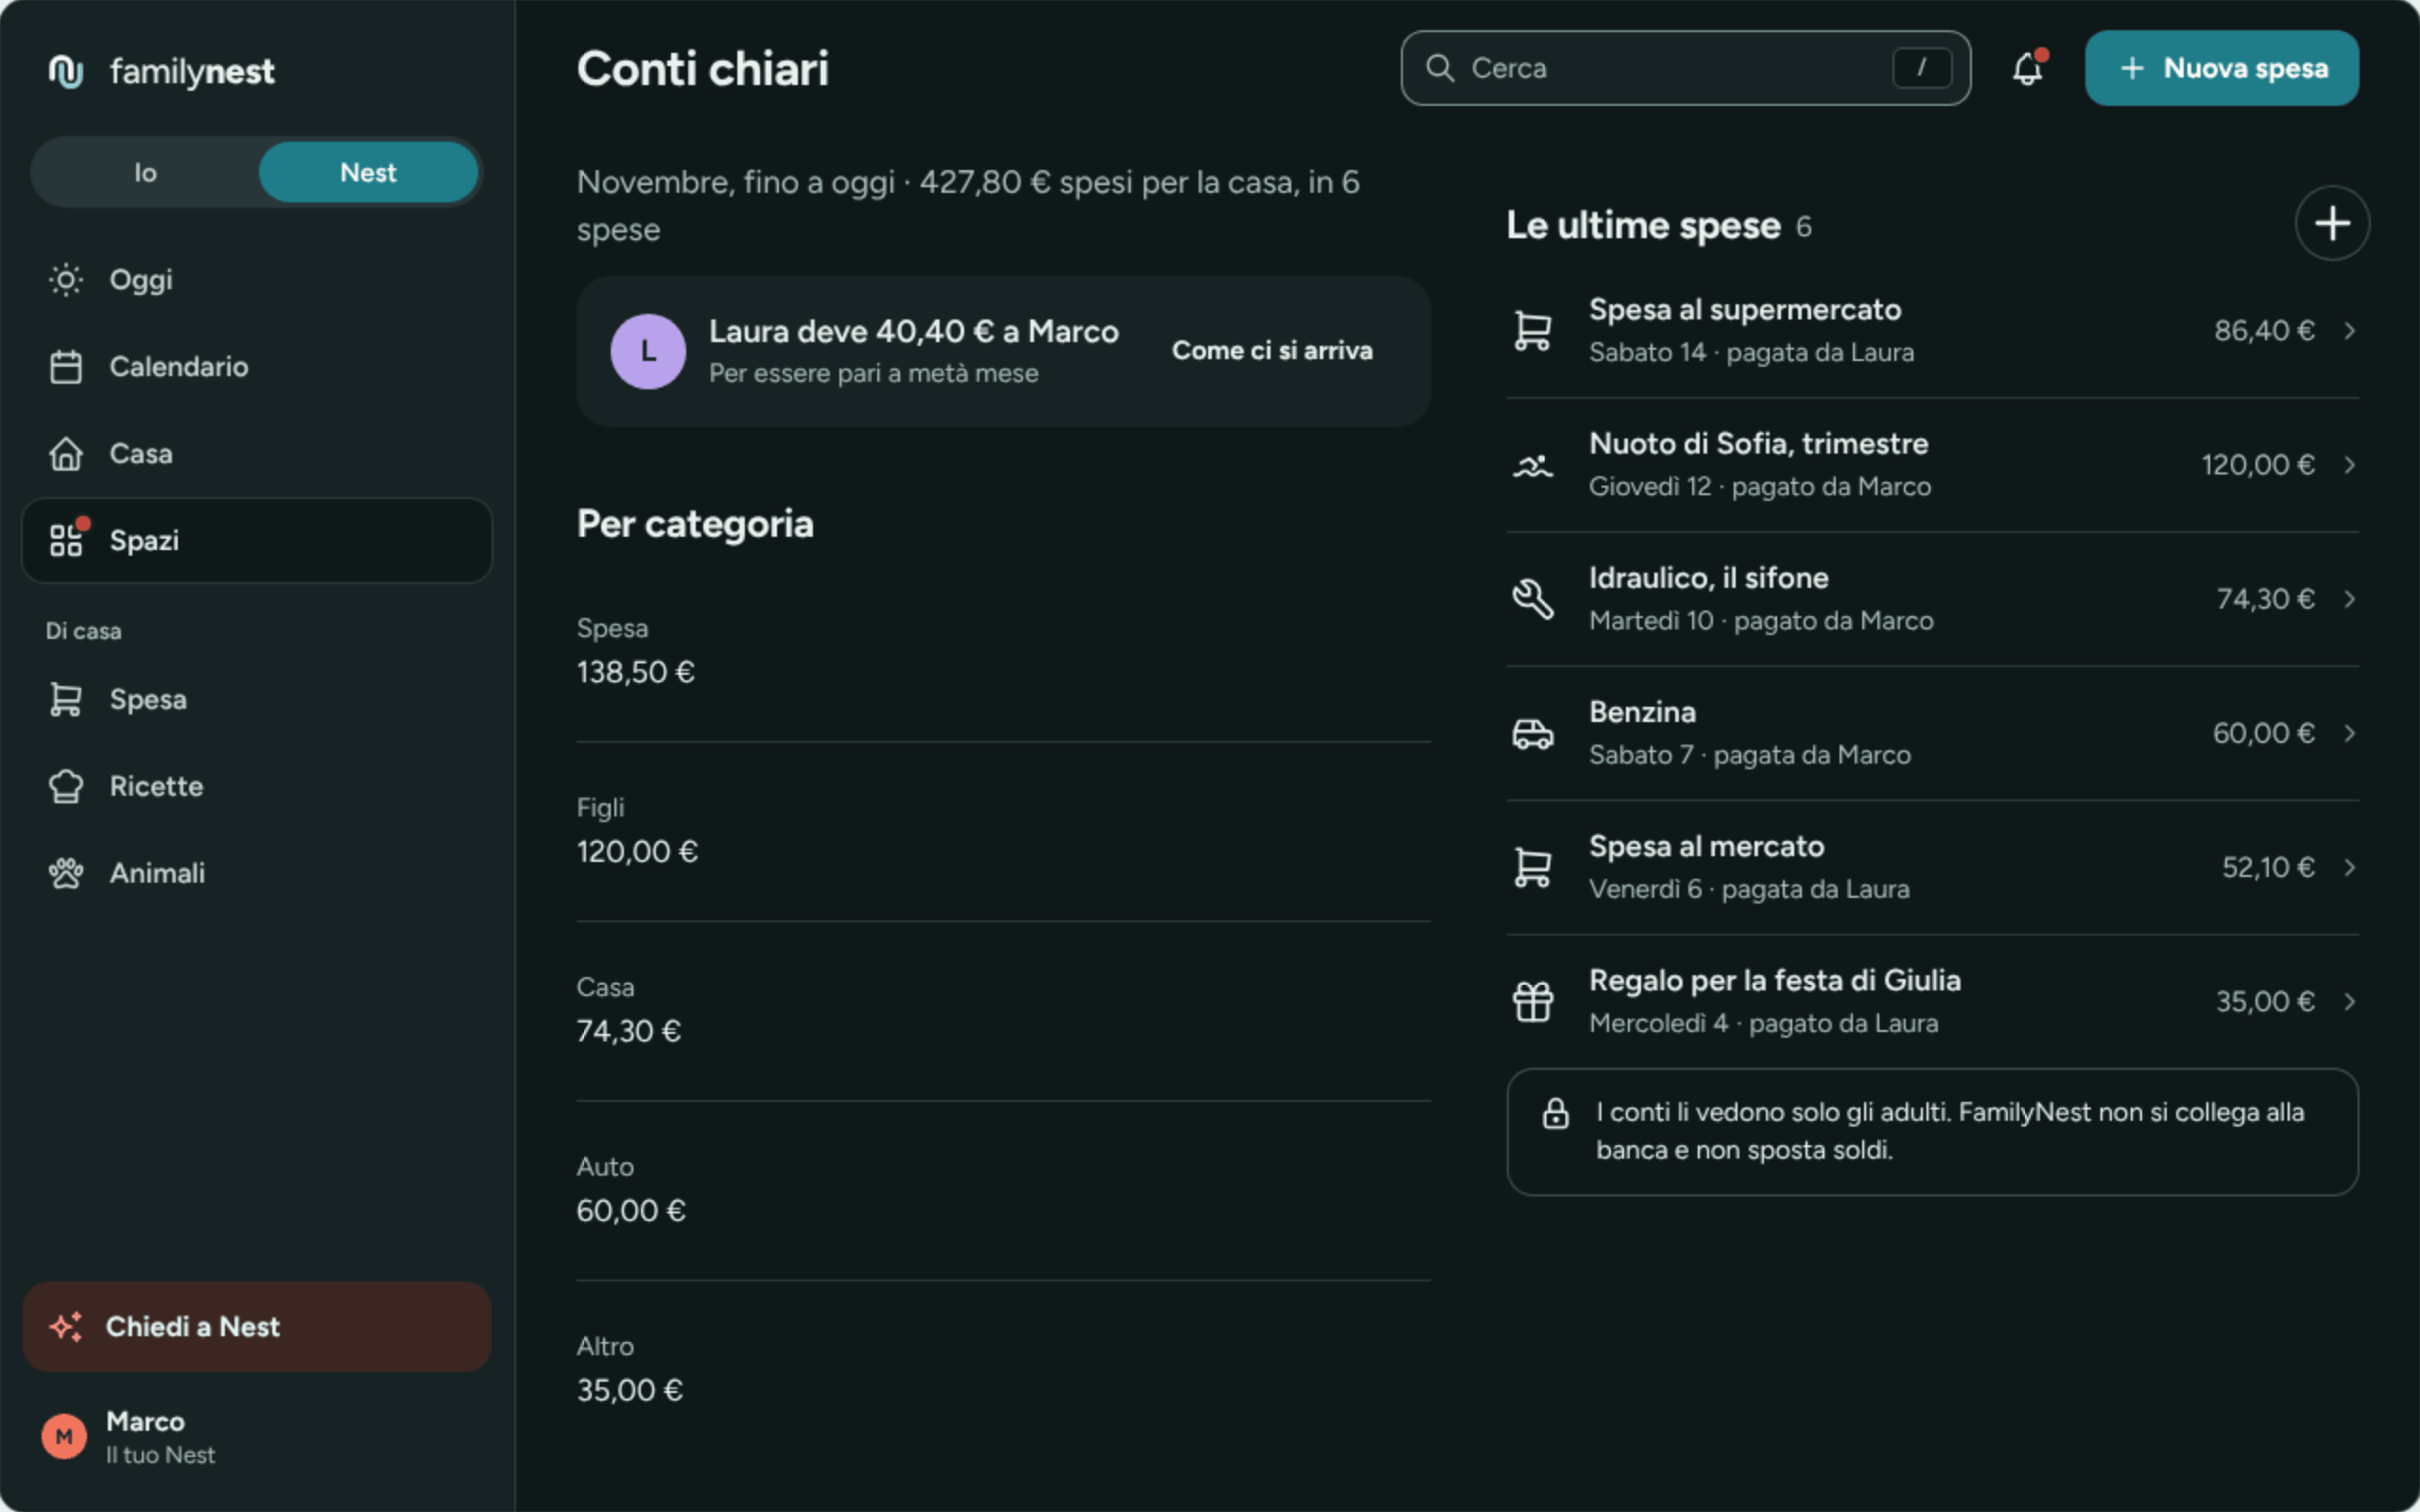 familynest
Io
Nest
Oggi
Calendario
Casa
Spazi
Di casa
Spesa
Ricette
Animali
Chiedi a Nest
M
Marco
Il tuo Nest
Conti chiari
Cerca
/
Nuova spesa
Novembre, fino a oggi · 427,80 € spesi per la casa, in 6
spese
L
Laura deve 40,40 € a Marco
Per essere pari a metà mese
Come ci si arriva
Per categoria
Spesa
138,50 €
Figli
120,00 €
Casa
74,30 €
Auto
60,00 €
Altro
35,00 €
Le ultime spese 6
Spesa al supermercato
Sabato 14 · pagata da Laura
86,40 €
Nuoto di Sofia, trimestre
Giovedì 12 · pagato da Marco
120,00 €
Idraulico, il sifone
Martedì 10 · pagato da Marco
74,30 €
Benzina
Sabato 7 · pagata da Marco
60,00 €
Spesa al mercato
Venerdì 6 · pagata da Laura
52,10 €
Regalo per la festa di Giulia
Mercoledì 4 · pagato da Laura
35,00 €
I conti li vedono solo gli adulti. FamilyNest non si collega alla
banca e non sposta soldi.